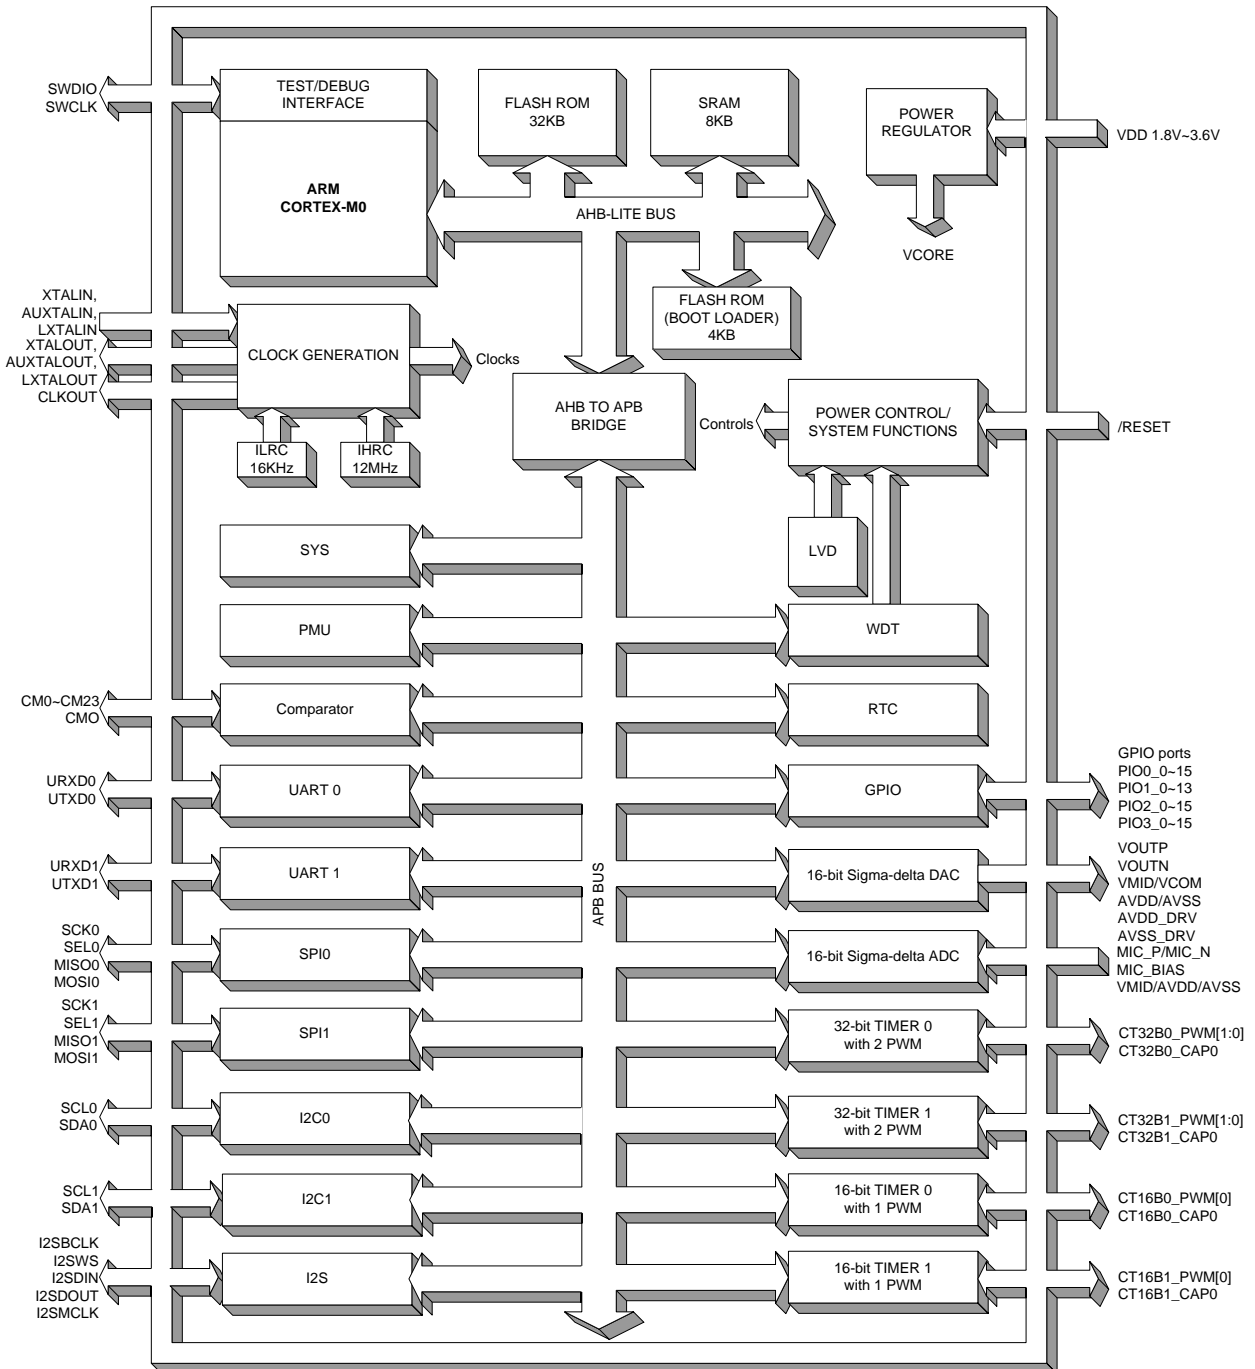 SWDIO
SWCLK
TEST/DEBUG
INTERFACE
ARM
CORTEX-M0
FLASH ROM
32KB
SRAM
8KB
POWER
REGULATOR
VDD 1.8V~3.6V
AHB-LITE BUS
VCORE
FLASH ROM
(BOOT LOADER)
4KB
XTALIN,
AUXTALIN,
LXTALIN
XTALOUT,
AUXTALOUT,
LXTALOUT
CLKOUT
CLOCK GENERATION
Clocks
ILRC
16KHz
IHRC
12MHz
AHB TO APB
BRIDGE
Controls
POWER CONTROL/
SYSTEM FUNCTIONS
/RESET
LVD
SYS
PMU
WDT
CM0~CM23
CMO
Comparator
RTC
URXD0
UTXD0
UART 0
GPIO
GPIO ports
PIO0_0~15
PIO1_0~13
PIO2_0~15
PIO3_0~15
URXD1
UTXD1
UART 1
APB BUS
16-bit Sigma-delta DAC
VOUTP
VOUTN
VMID/VCOM
AVDD/AVSS
AVDD_DRV
AVSS_DRV
SCK0
SEL0
MISO0
MOSI0
SPI0
16-bit Sigma-delta ADC
MIC_P/MIC_N
MIC_BIAS
VMID/AVDD/AVSS
SCK1
SEL1
MISO1
MOSI1
SPI1
32-bit TIMER 0
with 2 PWM
CT32B0_PWM[1:0]
CT32B0_CAP0
SCL0
SDA0
I2C0
32-bit TIMER 1
with 2 PWM
CT32B1_PWM[1:0]
CT32B1_CAP0
SCL1
SDA1
I2C1
16-bit TIMER 0
with 1 PWM
CT16B0_PWM[0]
CT16B0_CAP0
I2SBCLK
I2SWS
I2SDIN
I2SDOUT
I2SMCLK
I2S
16-bit TIMER 1
with 1 PWM
CT16B1_PWM[0]
CT16B1_CAP0